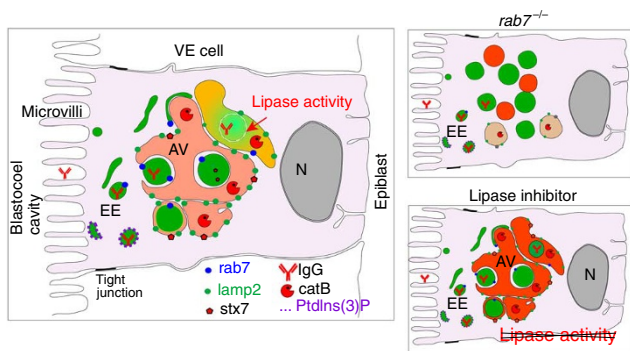 VE cell
Microvilli
Lipase activity
AV
N
EE
Blastocoel
cavity
Epiblast
Tight
junction
rab7
lamp2
stx7
IgG
catB
... PtdIns(3)P
rab7–/–
EE
N
Lipase inhibitor
AV
EE
N
Lipase activity